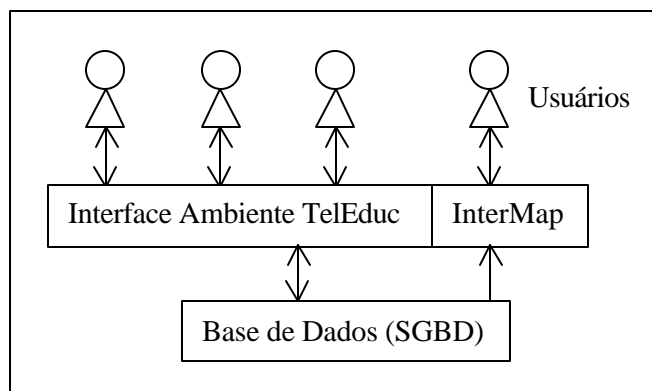 Usuários
Interface Ambiente TelEduc
InterMap
Base de Dados (SGBD)